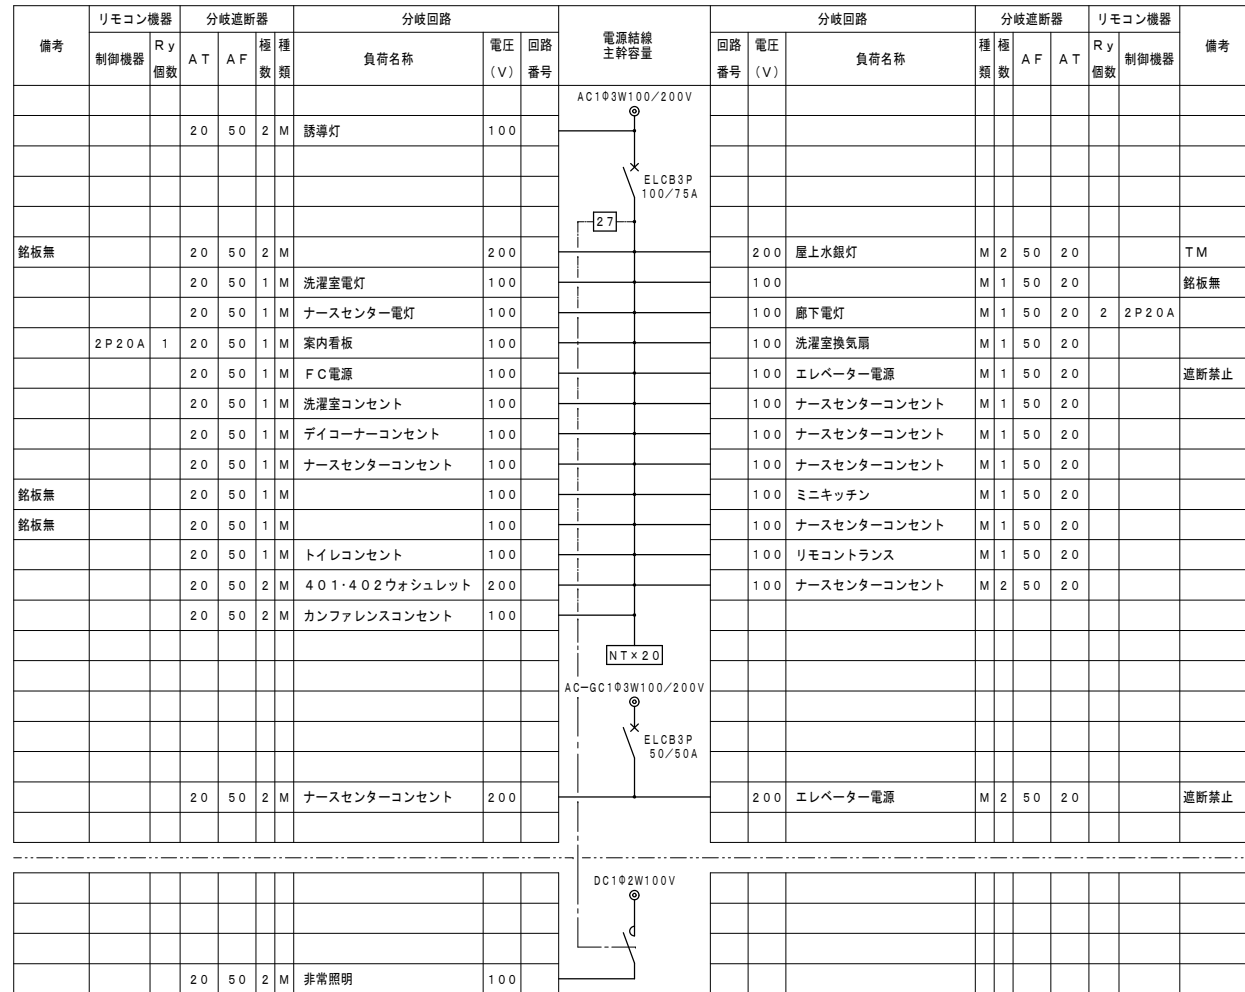 備考 リモコン機器 分岐遮断器 分岐回路 電源結線 主幹容量 分岐回路 分岐遮断器 リモコン機器 備考
制御機器 Ry個数 AT AF 極数 種類 負荷名称 電圧(V) 回路番号 回路番号 電圧(V) 負荷名称 種類 極数 AF AT Ry個数 制御機器
AC1Φ3W100/200V
20 50 2 M 誘導灯 100
ELCB3P
100/75A
27
銘板無 20 50 2 M 200 200 屋上水銀灯 M 2 50 20 TM
20 50 1 M 洗濯室電灯 100 100 M 1 50 20 銘板無
20 50 1 M ナースセンター電灯 100 100 廊下電灯 M 1 50 20 2 2P20A
2P20A 1 20 50 1 M 案内看板 100 100 洗濯室換気扇 M 1 50 20
20 50 1 M FC電源 100 100 エレベーター電源 M 1 50 20 遮断禁止
20 50 1 M 洗濯室コンセント 100 100 ナースセンターコンセント M 1 50 20
20 50 1 M デイコーナーコンセント 100 100 ナースセンターコンセント M 1 50 20
20 50 1 M ナースセンターコンセント 100 100 ナースセンターコンセント M 1 50 20
銘板無 20 50 1 M 100 100 ミニキッチン M 1 50 20
銘板無 20 50 1 M 100 100 ナースセンターコンセント M 1 50 20
20 50 1 M トイレコンセント 100 100 リモコントランス M 1 50 20
20 50 2 M 401・402ウォシュレット 200 100 ナースセンターコンセント M 2 50 20
20 50 2 M カンファレンスコンセント 100
NT×20
AC-GC1Φ3W100/200V
ELCB3P
50/50A
20 50 2 M ナースセンターコンセント 200 200 エレベーター電源 M 2 50 20 遮断禁止
DC1Φ2W100V
20 50 2 M 非常照明 100